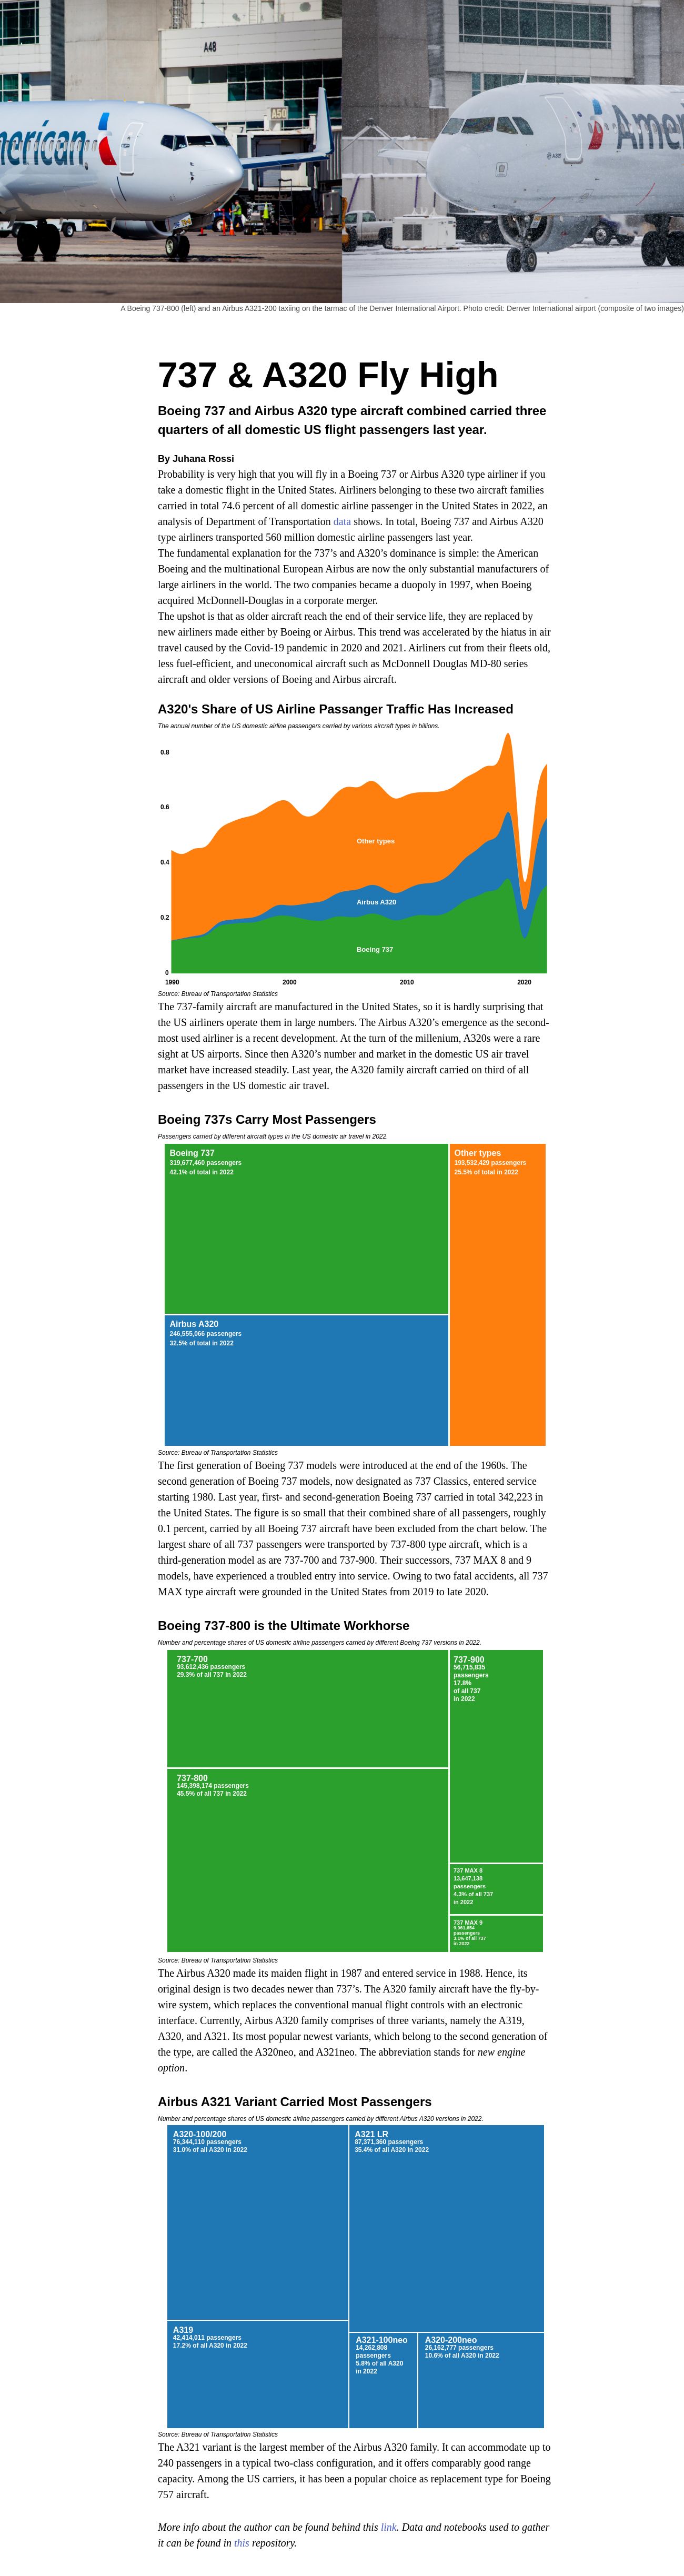 A48
A50
merican
Amer
A321
A Boeing 737-800 (left) and an Airbus A321-200 taxiing on the tarmac of the Denver International Airport. Photo credit: Denver International airport (composite of two images)
737 & A320 Fly High
Boeing 737 and Airbus A320 type aircraft combined carried three
quarters of all domestic US flight passengers last year.
By Juhana Rossi
Probability is very high that you will fly in a Boeing 737 or Airbus A320 type airliner if you
take a domestic flight in the United States. Airliners belonging to these two aircraft families
carried in total 74.6 percent of all domestic airline passenger in the United States in 2022, an
analysis of Department of Transportation data shows. In total, Boeing 737 and Airbus A320
type airliners transported 560 million domestic airline passengers last year.
The fundamental explanation for the 737’s and A320’s dominance is simple: the American
Boeing and the multinational European Airbus are now the only substantial manufacturers of
large airliners in the world. The two companies became a duopoly in 1997, when Boeing
acquired McDonnell-Douglas in a corporate merger.
The upshot is that as older aircraft reach the end of their service life, they are replaced by
new airliners made either by Boeing or Airbus. This trend was accelerated by the hiatus in air
travel caused by the Covid-19 pandemic in 2020 and 2021. Airliners cut from their fleets old,
less fuel-efficient, and uneconomical aircraft such as McDonnell Douglas MD-80 series
aircraft and older versions of Boeing and Airbus aircraft.
A320's Share of US Airline Passanger Traffic Has Increased
The annual number of the US domestic airline passengers carried by various aircraft types in billions.
0.8
0.6
Other types
0.4
Airbus A320
0.2
Boeing 737
0
1990 2000 2010 2020
Source: Bureau of Transportation Statistics
The 737-family aircraft are manufactured in the United States, so it is hardly surprising that
the US airliners operate them in large numbers. The Airbus A320’s emergence as the second-
most used airliner is a recent development. At the turn of the millenium, A320s were a rare
sight at US airports. Since then A320’s number and market in the domestic US air travel
market have increased steadily. Last year, the A320 family aircraft carried on third of all
passengers in the US domestic air travel.
Boeing 737s Carry Most Passengers
Passengers carried by different aircraft types in the US domestic air travel in 2022.
Boeing 737
319,677,460 passengers
42.1% of total in 2022
Other types
193,532,429 passengers
25.5% of total in 2022
Airbus A320
246,555,066 passengers
32.5% of total in 2022
Source: Bureau of Transportation Statistics
The first generation of Boeing 737 models were introduced at the end of the 1960s. The
second generation of Boeing 737 models, now designated as 737 Classics, entered service
starting 1980. Last year, first- and second-generation Boeing 737 carried in total 342,223 in
the United States. The figure is so small that their combined share of all passengers, roughly
0.1 percent, carried by all Boeing 737 aircraft have been excluded from the chart below. The
largest share of all 737 passengers were transported by 737-800 type aircraft, which is a
third-generation model as are 737-700 and 737-900. Their successors, 737 MAX 8 and 9
models, have experienced a troubled entry into service. Owing to two fatal accidents, all 737
MAX type aircraft were grounded in the United States from 2019 to late 2020.
Boeing 737-800 is the Ultimate Workhorse
Number and percentage shares of US domestic airline passengers carried by different Boeing 737 versions in 2022.
737-700
93,612,436 passengers
29.3% of all 737 in 2022
737-900
56,715,835
passengers
17.8%
of all 737
in 2022
737-800
145,398,174 passengers
45.5% of all 737 in 2022
737 MAX 8
13,647,138
passengers
4.3% of all 737
in 2022
737 MAX 9
passengers
3.1% of all 737
in 2022
Source: Bureau of Transportation Statistics
The Airbus A320 made its maiden flight in 1987 and entered service in 1988. Hence, its
original design is two decades newer than 737’s. The A320 family aircraft have the fly-by-
wire system, which replaces the conventional manual flight controls with an electronic
interface. Currently, Airbus A320 family comprises of three variants, namely the A319,
A320, and A321. Its most popular newest variants, which belong to the second generation of
the type, are called the A320neo, and A321neo. The abbreviation stands for new engine
option.
Airbus A321 Variant Carried Most Passengers
Number and percentage shares of US domestic airline passengers carried by different Airbus A320 versions in 2022.
A320-100/200
76,344,110 passengers
31.0% of all A320 in 2022
A321 LR
87,371,360 passengers
35.4% of all A320 in 2022
A319
42,414,011 passengers
17.2% of all A320 in 2022
A321-100neo
14,262,808
passengers
5.8% of all A320
in 2022
A320-200neo
26,162,777 passengers
10.6% of all A320 in 2022
Source: Bureau of Transportation Statistics
The A321 variant is the largest member of the Airbus A320 family. It can accommodate up to
240 passengers in a typical two-class configuration, and it offers comparably good range
capacity. Among the US carriers, it has been a popular choice as replacement type for Boeing
757 aircraft.
More info about the author can be found behind this link. Data and notebooks used to gather
it can be found in this repository.